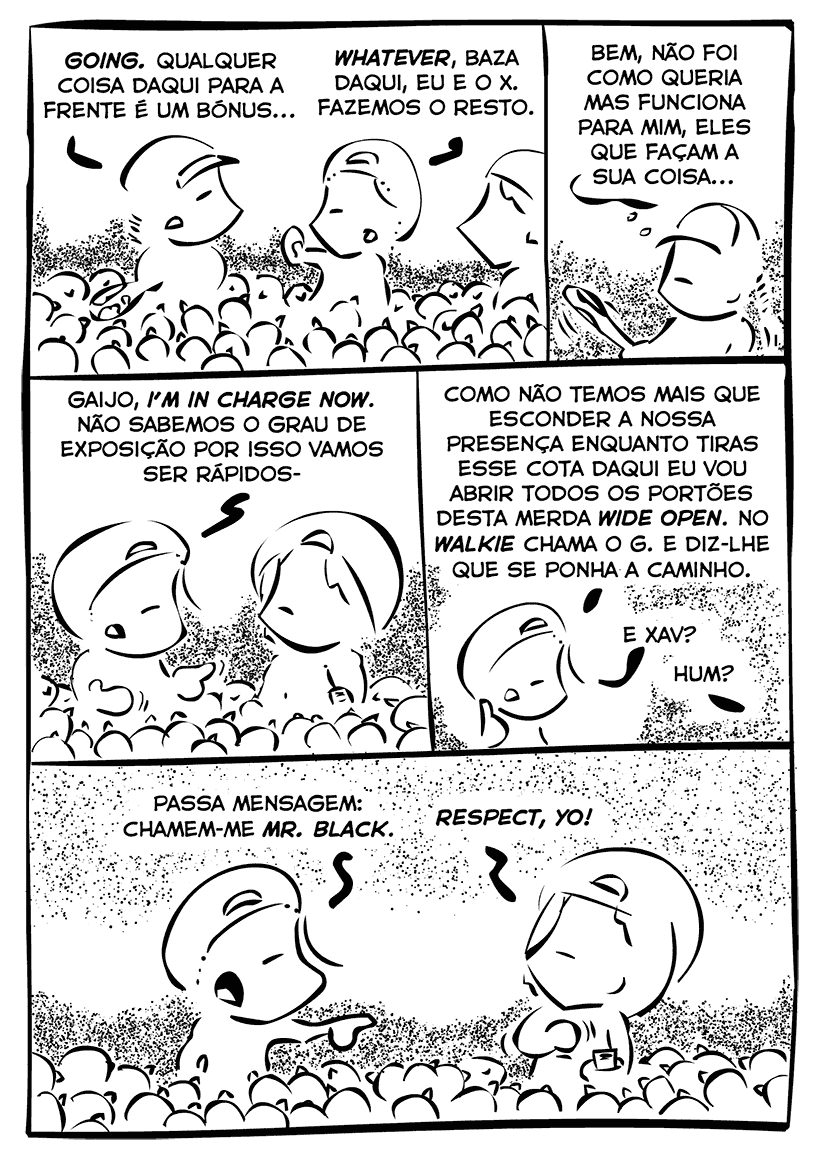 GOING. QUALQUER
COISA DAQUI PARA A
FRENTE É UM BÓNUS...
WHATEVER, BAZA
DAQUI, EU E O X.
FAZEMOS O RESTO.
BEM, NÃO FOI
COMO QUERIA
MAS FUNCIONA
PARA MIM, ELES
QUE FAÇAM A
SUA COISA...
GAIJO, I'M IN CHARGE NOW.
NÃO SABEMOS O GRAU DE
EXPOSIÇÃO POR ISSO VAMOS
SER RÁPIDOS-
COMO NÃO TEMOS MAIS QUE
ESCONDER A NOSSA
PRESENÇA ENQUANTO TIRAS
ESSE COTA DAQUI EU VOU
ABRIR TODOS OS PORTÕES
DESTA MERDA WIDE OPEN. NO
WALKIE CHAMA O G. E DIZ-LHE
QUE SE PONHA A CAMINHO.
E XAV?
HUM?
PASSA MENSAGEM:
CHAMEM-ME MR. BLACK.
RESPECT, YO!